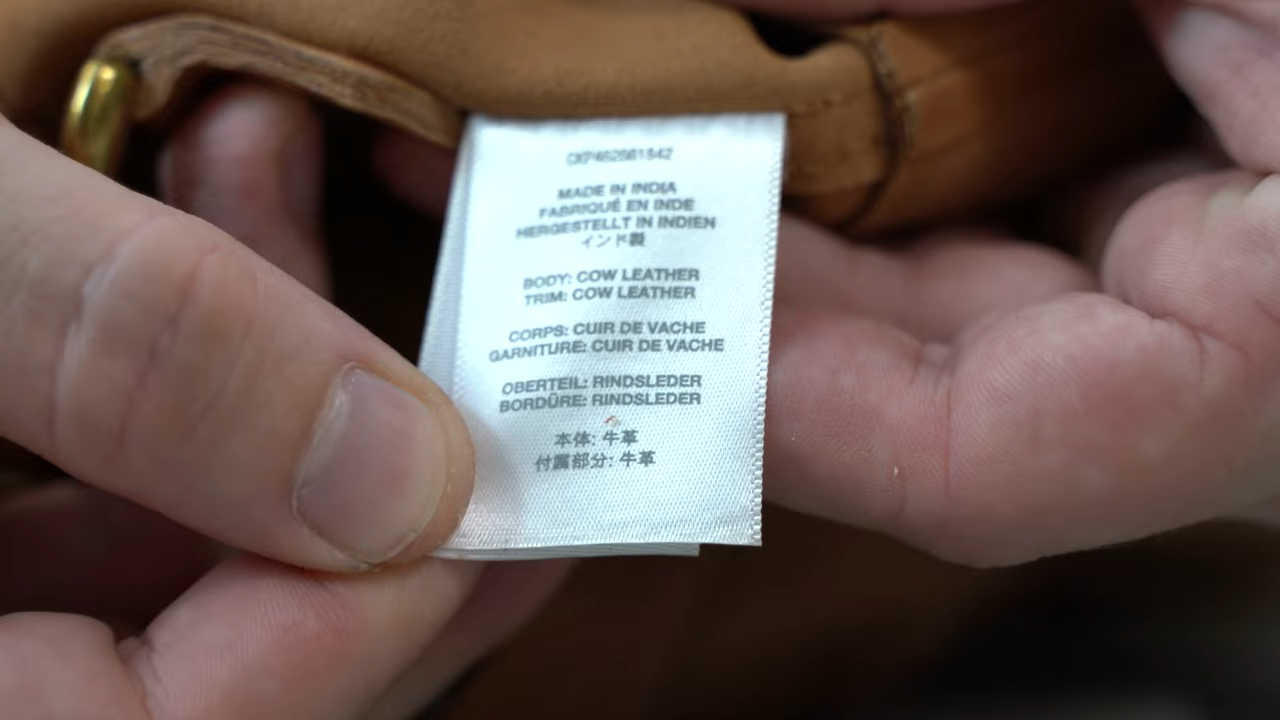 MADE IN INDIA
FABRIQUÉ EN INDE
HERGESTELLT IN INDIEN
インド製
BODY: COW LEATHER
TRIM: COW LEATHER
CORPS: CUIR DE VACHE
GARNITURE: CUIR DE VACHE
OBERTEIL: RINDSLEDER
BORDÜRE: RINDSLEDER
本体: 牛革
付属部分: 牛革